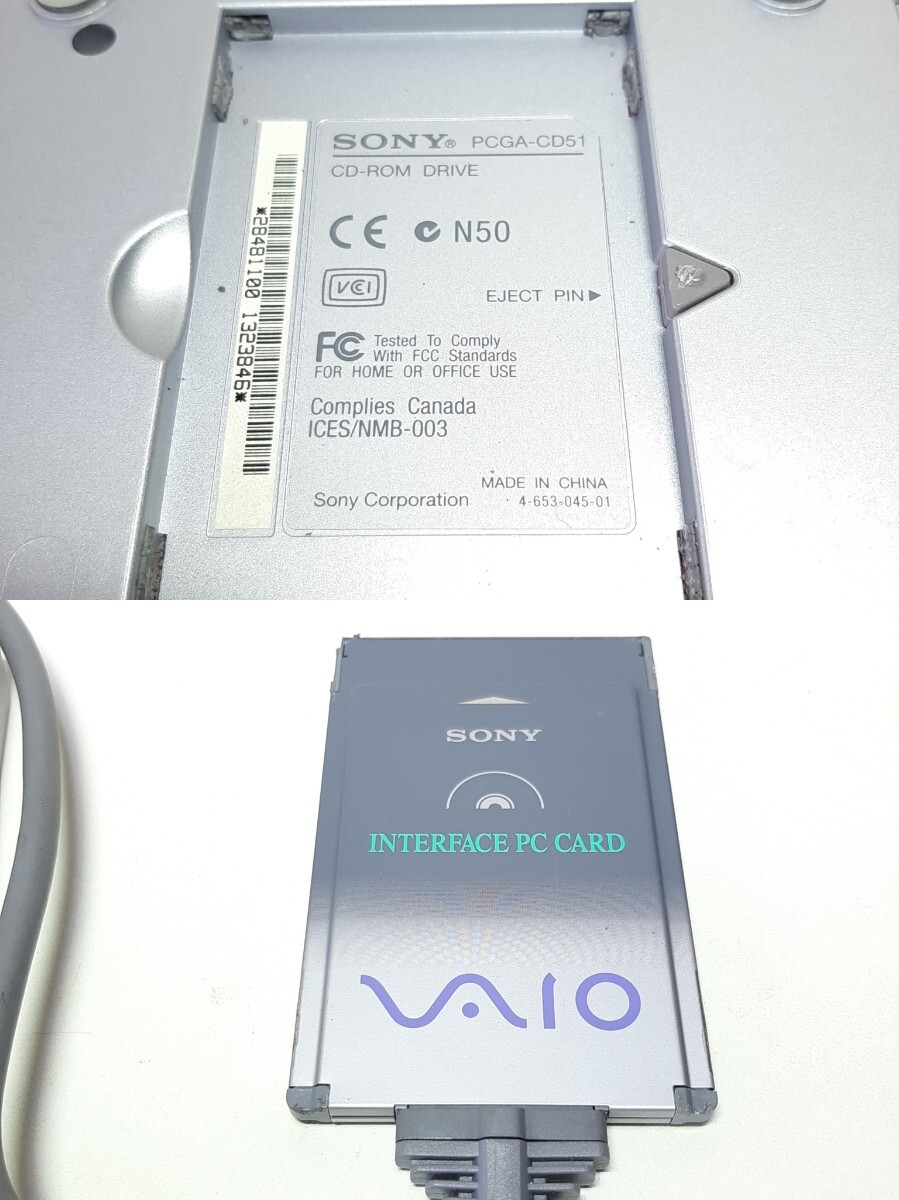 SONY® PCGA-CD51
CD-ROM DRIVE
CE N50
VCCI
EJECT PIN▶
FC Tested To Comply
With FCC Standards
FOR HOME OR OFFICE USE
Complies Canada
ICES/NMB-003
MADE IN CHINA
Sony Corporation 4-653-045-01
*28481100 1323846*
SONY
INTERFACE PC CARD
VAIO